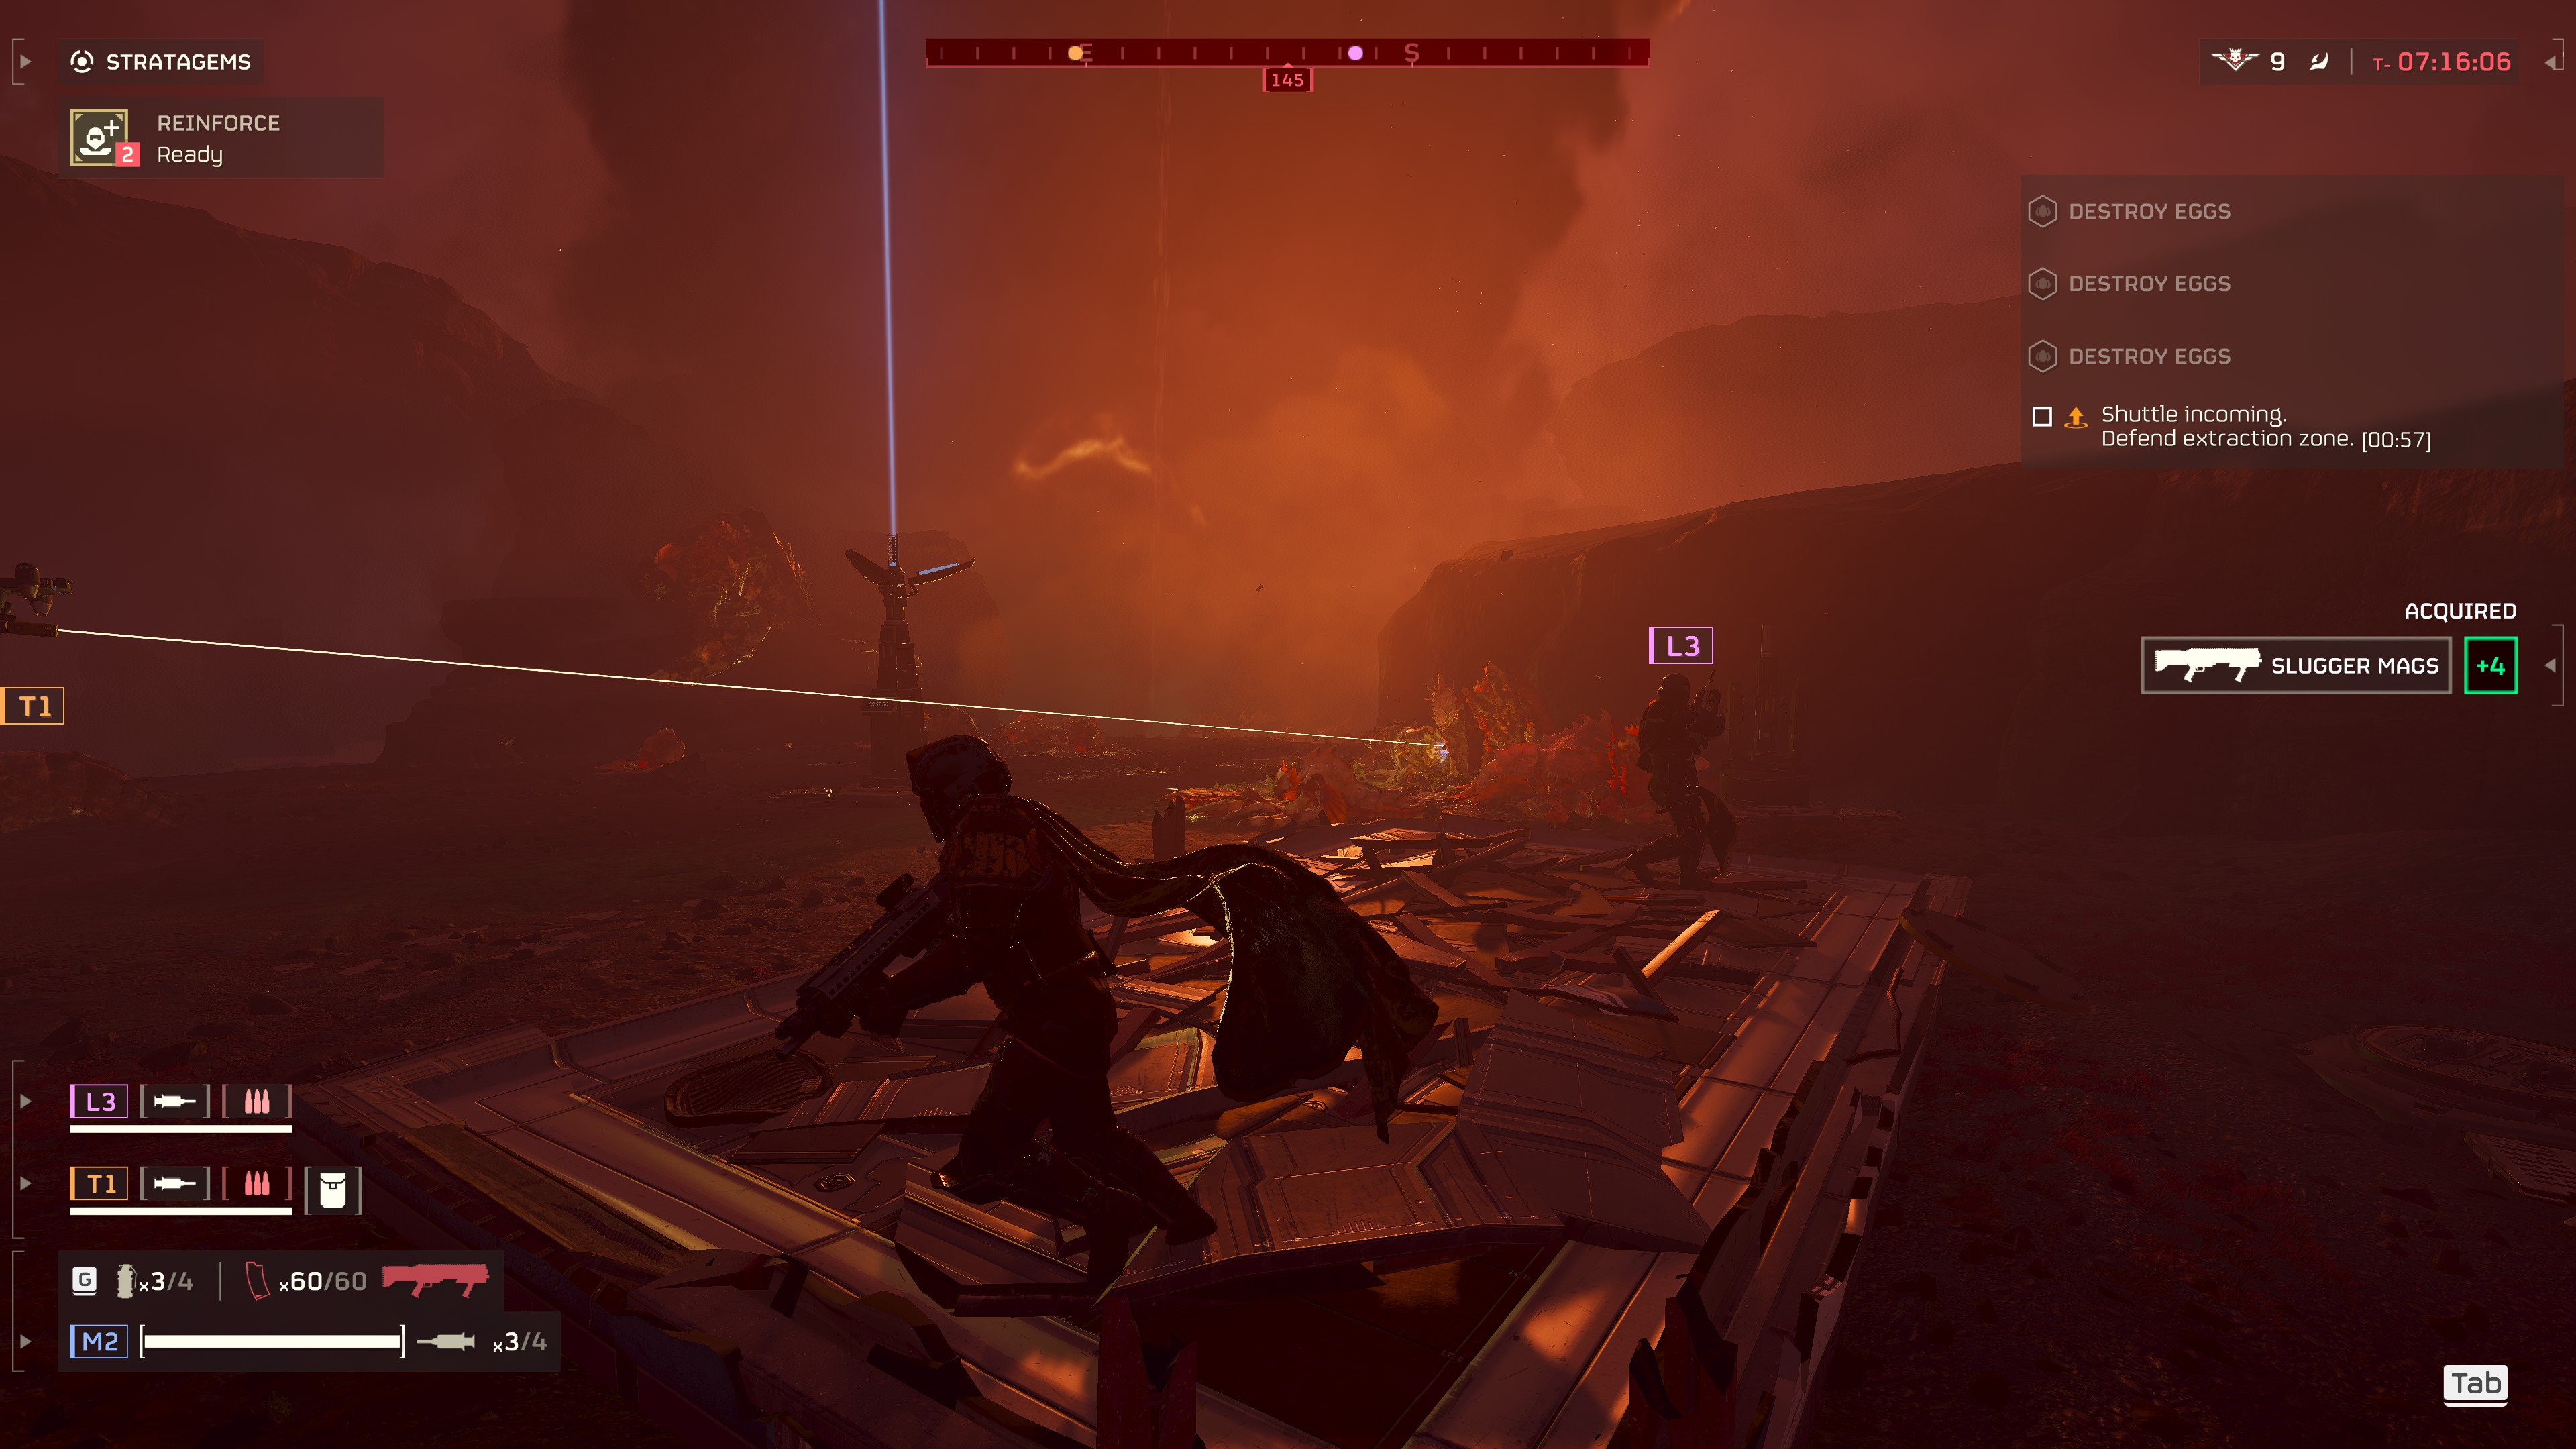 STRATAGEMS
REINFORCE
2
Ready
E
S
145
9
T- 07:16:06
DESTROY EGGS
DESTROY EGGS
DESTROY EGGS
Shuttle incoming.
Defend extraction zone. [00:57]
ACQUIRED
SLUGGER MAGS +4
L3
T1
L3
T1
G x3/4 x60/60
M2 x3/4
Tab